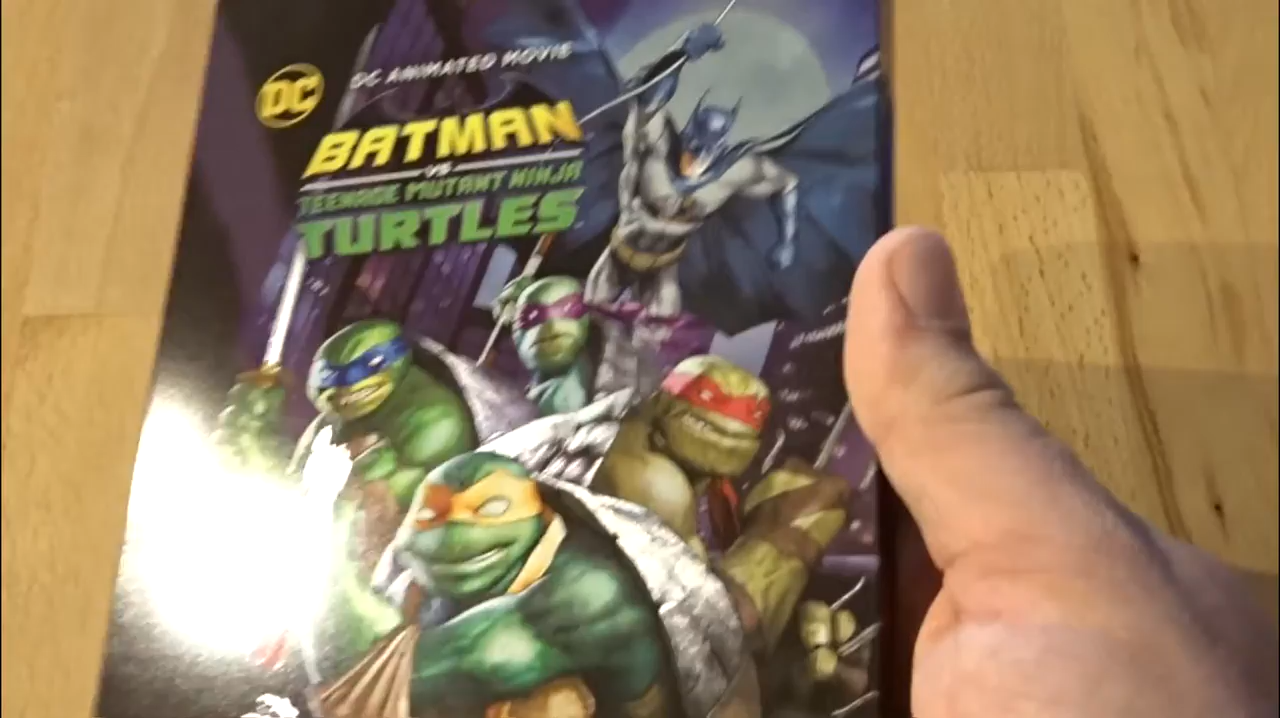 DC
DC ANIMATED MOVIE
BATMAN
VS.
TEENAGE MUTANT NINJA
TURTLES